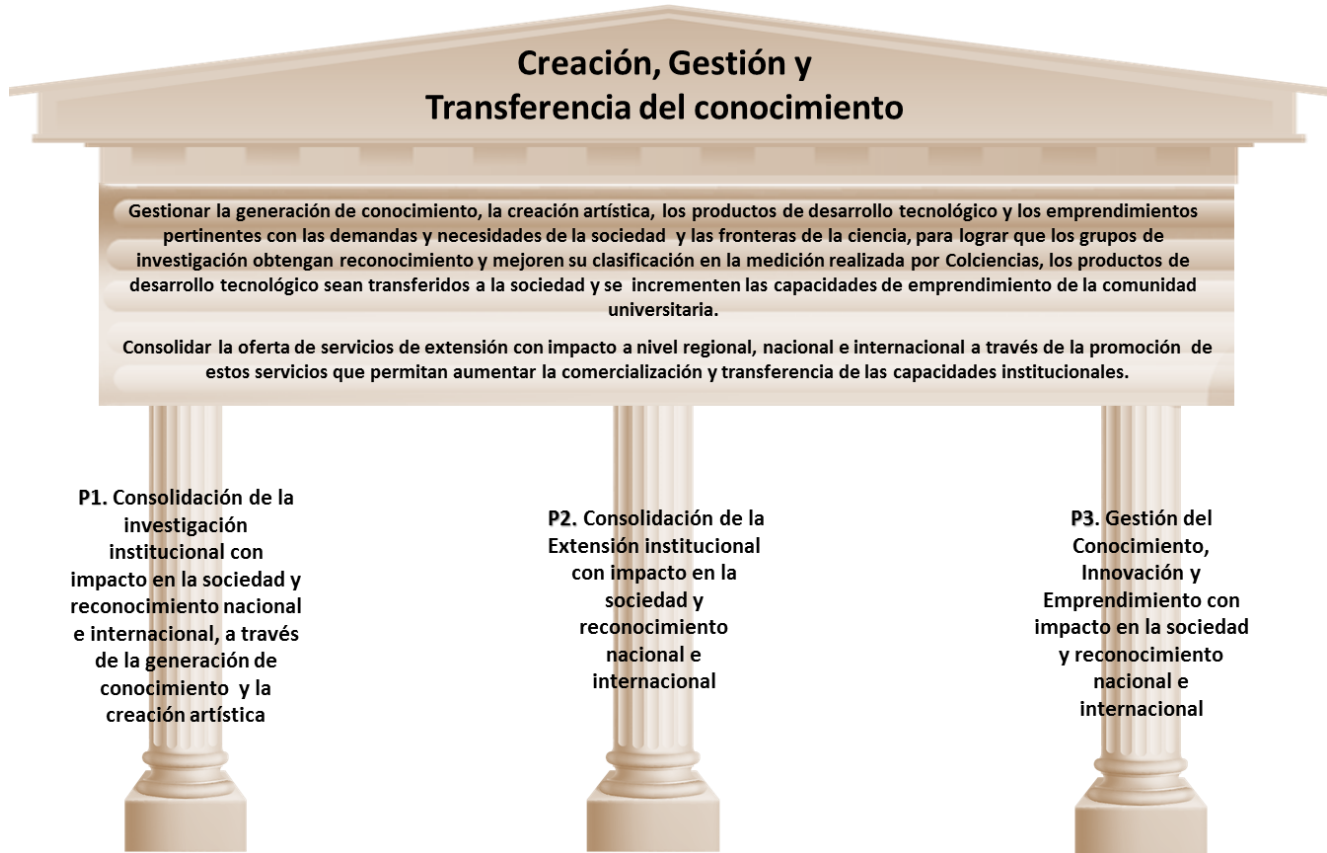 Creación, Gestión y
Transferencia del conocimiento
Gestionar la generación de conocimiento, la creación artística, los productos de desarrollo tecnológico y los emprendimientos
pertinentes con las demandas y necesidades de la sociedad y las fronteras de la ciencia, para lograr que los grupos de
investigación obtengan reconocimiento y mejoren su clasificación en la medición realizada por Colciencias, los productos de
desarrollo tecnológico sean transferidos a la sociedad y se incrementen las capacidades de emprendimiento de la comunidad
universitaria.
Consolidar la oferta de servicios de extensión con impacto a nivel regional, nacional e internacional a través de la promoción de
estos servicios que permitan aumentar la comercialización y transferencia de las capacidades institucionales.
P1. Consolidación de la
investigación
institucional con
impacto en la sociedad y
reconocimiento nacional
e internacional, a través
de la generación de
conocimiento y la
creación artística
P2. Consolidación de la
Extensión institucional
con impacto en la
sociedad y
reconocimiento
nacional e
internacional
P3. Gestión del
Conocimiento,
Innovación y
Emprendimiento con
impacto en la sociedad
y reconocimiento
nacional e
internacional